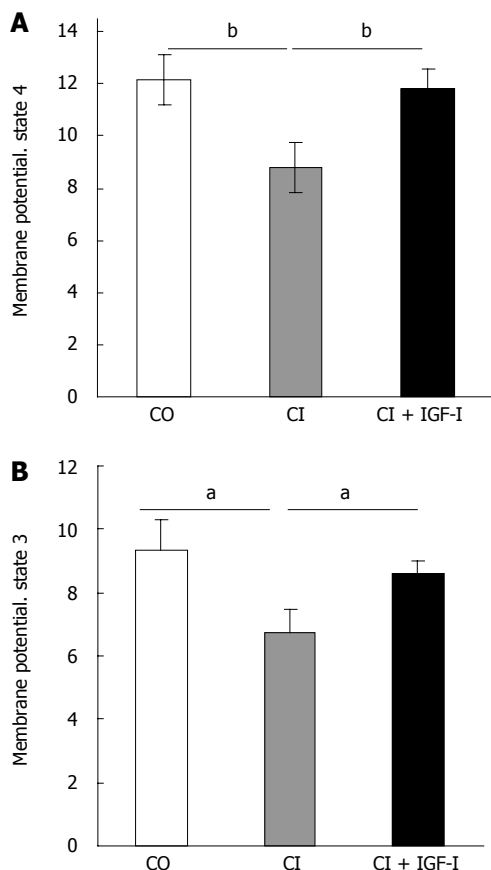 A
14
12
10
8
6
4
2
0
Membrane potential. state 4
b b
CO CI CI + IGF-I
B
12
10
8
6
4
2
0
Membrane potential. state 3
a a
CO CI CI + IGF-I